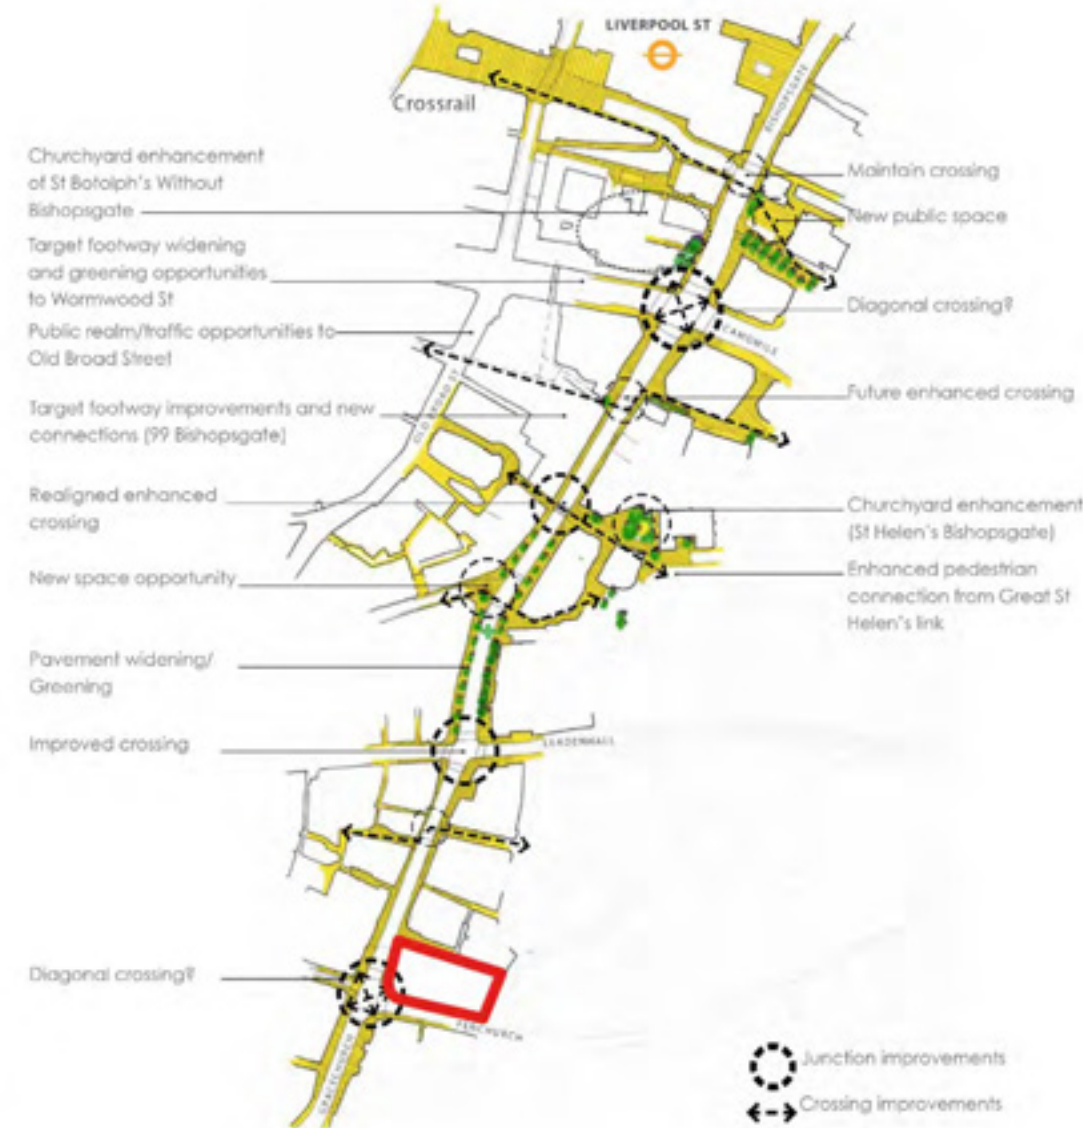 LIVERPOOL ST
BISHOPSGATE
Crossrail
Churchyard enhancement
of St Botolph's Without
Bishopsgate
Maintain crossing
New public space
Target footway widening
and greening opportunities
to Wormwood St
Diagonal crossing?
Public realm/traffic opportunities to
Old Broad Street
CAMOMILE
OLD BROAD ST
Target footway improvements and new
connections (99 Bishopsgate)
Future enhanced crossing
Realigned enhanced
crossing
Churchyard enhancement
(St Helen's Bishopsgate)
New space opportunity
Enhanced pedestrian
connection from Great St
Helen's link
Pavement widening/
Greening
Improved crossing
LEADENHALL
Diagonal crossing?
FENCHURCH
GRACECHURCH
Junction improvements
Crossing improvements